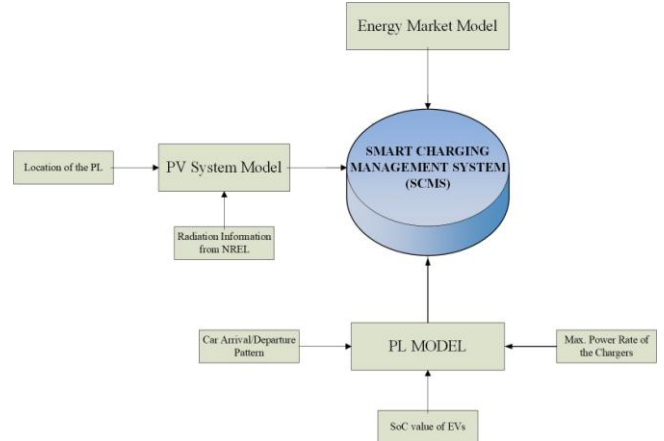 Energy Market Model
SMART CHARGING
MANAGEMENT SYSTEM
(SCMS)
Location of the PL
PV System Model
Radiation Information
from NREL
Car Arrival/Departure
Pattern
PL MODEL
Max. Power Rate of
the Chargers
SoC value of EVs